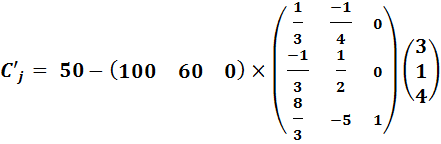 C'ⱼ = 50 − (100 60 0) × ( 1/3 -1/4 0 ; -1/3 1/2 0 ; 8/3 -5 1 ) ( 3 ; 1 ; 4 )